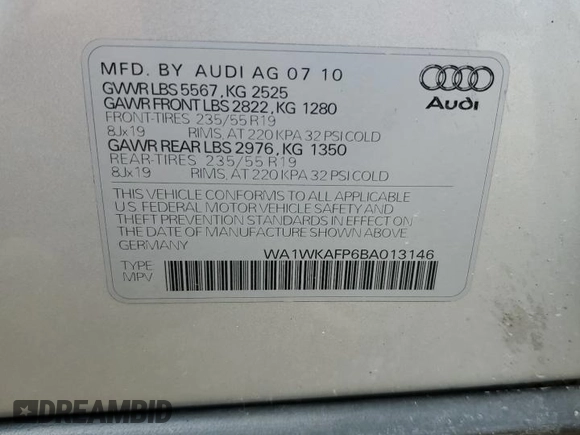 MFD. BY AUDI AG 07 10
GVWR LBS 5567, KG 2525
GAWR FRONT LBS 2822, KG 1280
FRONT-TIRES 235/55 R19
8Jx19 RIMS, AT 220 KPA 32 PSI COLD
GAWR REAR LBS 2976, KG 1350
REAR-TIRES 235/55 R19
8Jx19 RIMS, AT 220 KPA 32 PSI COLD
Audi
THIS VEHICLE CONFORMS TO ALL APPLICABLE
U.S. FEDERAL MOTOR VEHICLE SAFETY AND
THEFT PREVENTION STANDARDS IN EFFECT ON
THE DATE OF MANUFACTURE SHOWN ABOVE
GERMANY
WA1WKAFP6BA013146
TYPE
MPV
DREAMBID